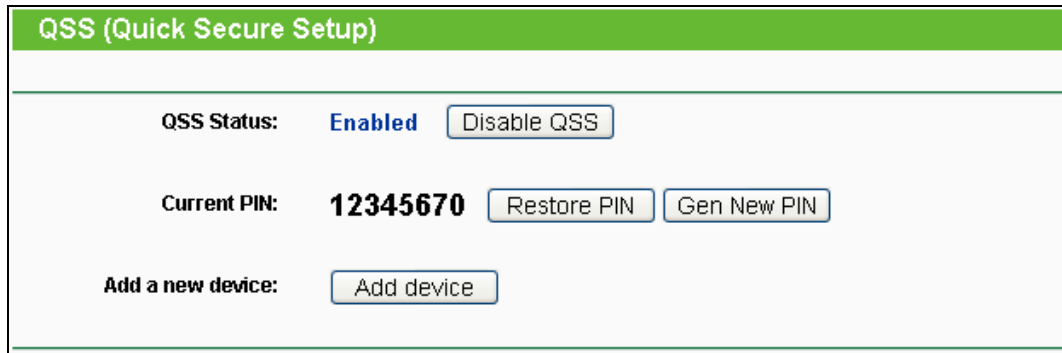 QSS (Quick Secure Setup)
QSS Status: Enabled Disable QSS
Current PIN: 12345670 Restore PIN Gen New PIN
Add a new device: Add device